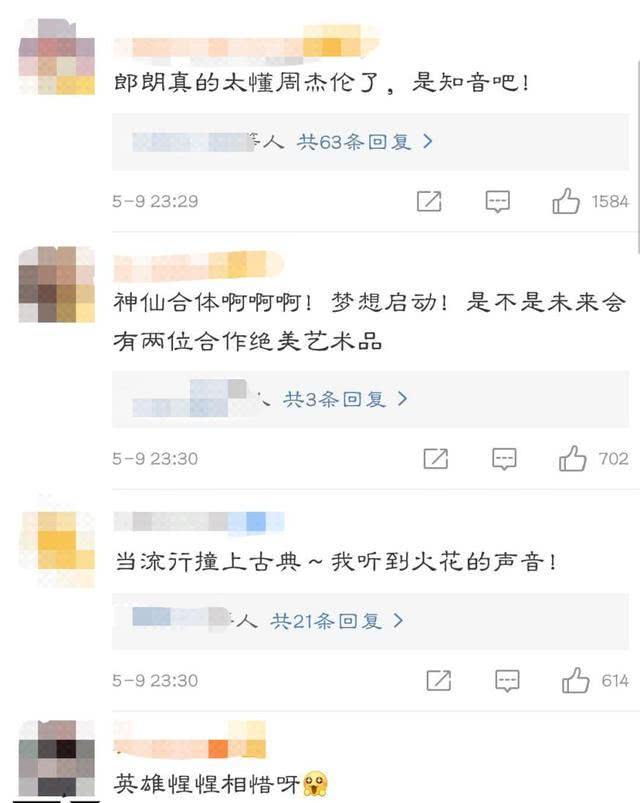 郎朗真的太懂周杰伦了，是知音吧！
等人 共63条回复 >
5-9 23:29
1584
神仙合体啊啊啊！梦想启动！是不是未来会
有两位合作绝美艺术品
人 共3条回复 >
5-9 23:30
702
当流行撞上古典～我听到火花的声音！
等人 共21条回复 >
5-9 23:30
614
英雄惺惺相惜呀